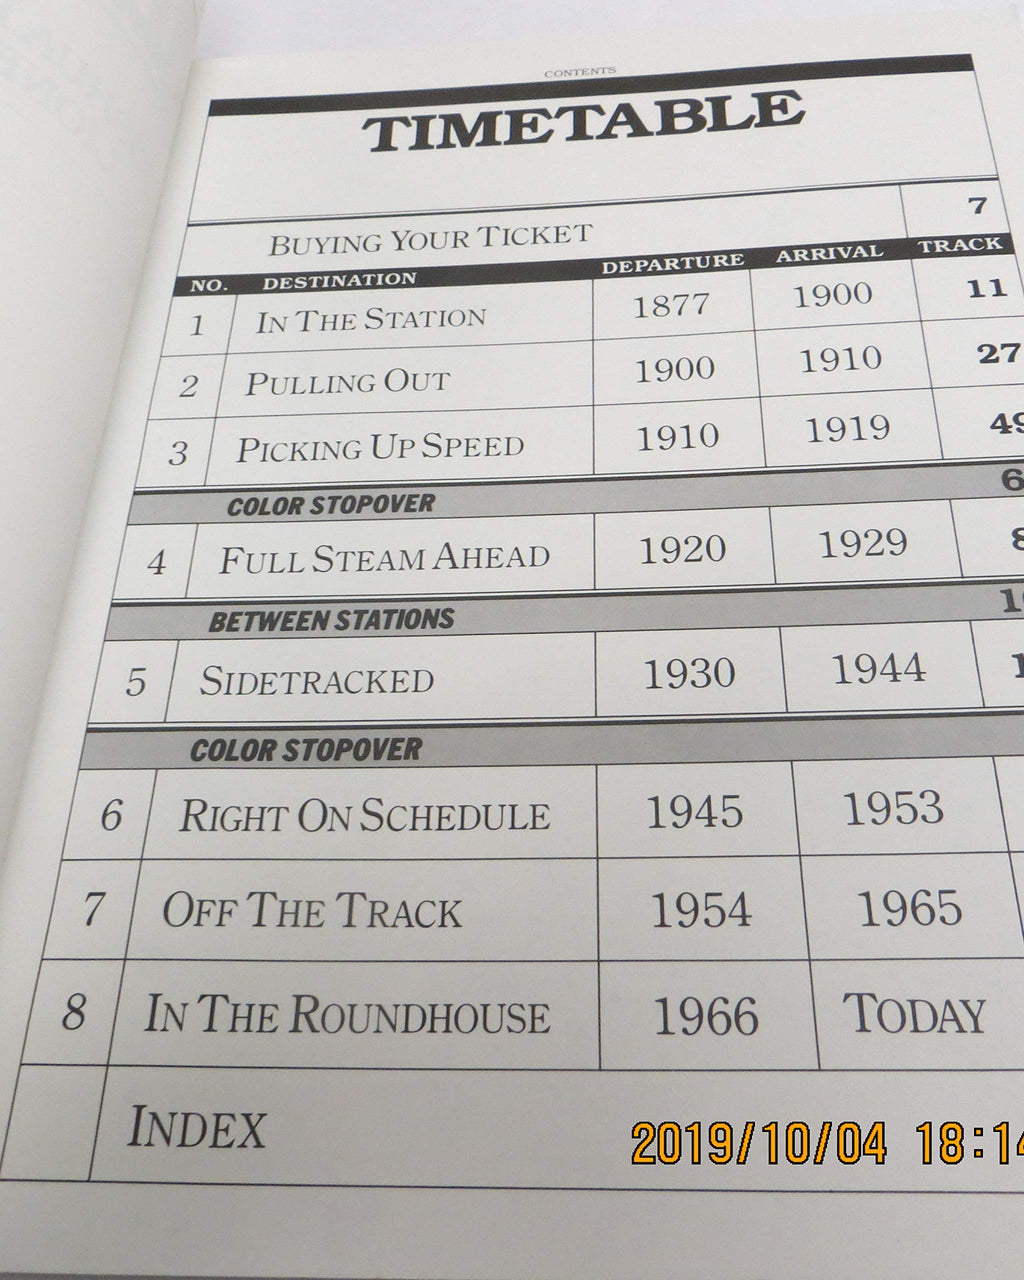 CONTENTS
TIMETABLE
BUYING YOUR TICKET 7
NO. DESTINATION DEPARTURE ARRIVAL TRACK
1 IN THE STATION 1877 1900 11
2 PULLING OUT 1900 1910 27
3 PICKING UP SPEED 1910 1919
COLOR STOPOVER
4 FULL STEAM AHEAD 1920 1929
BETWEEN STATIONS
5 SIDETRACKED 1930 1944
COLOR STOPOVER
6 RIGHT ON SCHEDULE 1945 1953
7 OFF THE TRACK 1954 1965
8 IN THE ROUNDHOUSE 1966 TODAY
INDEX
2019/10/04 18:14